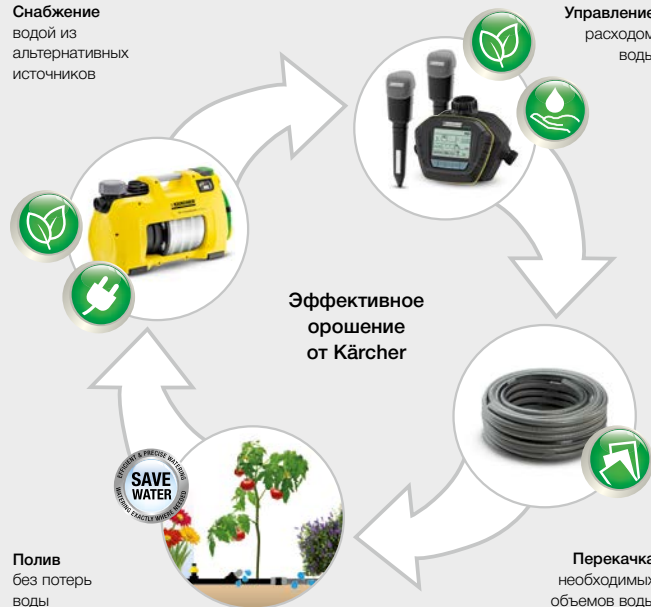 Снабжение
водой из
альтернативных
источников
Управление
расходом
воды
KÄRCHER
Эффективное
орошение
от Kärcher
EFFICIENT & PRECISE WATERING
SAVE
WATER
WATERING EXACTLY WHERE NEEDED
Полив
без потерь
воды
Перекачка
необходимых
объемов воды